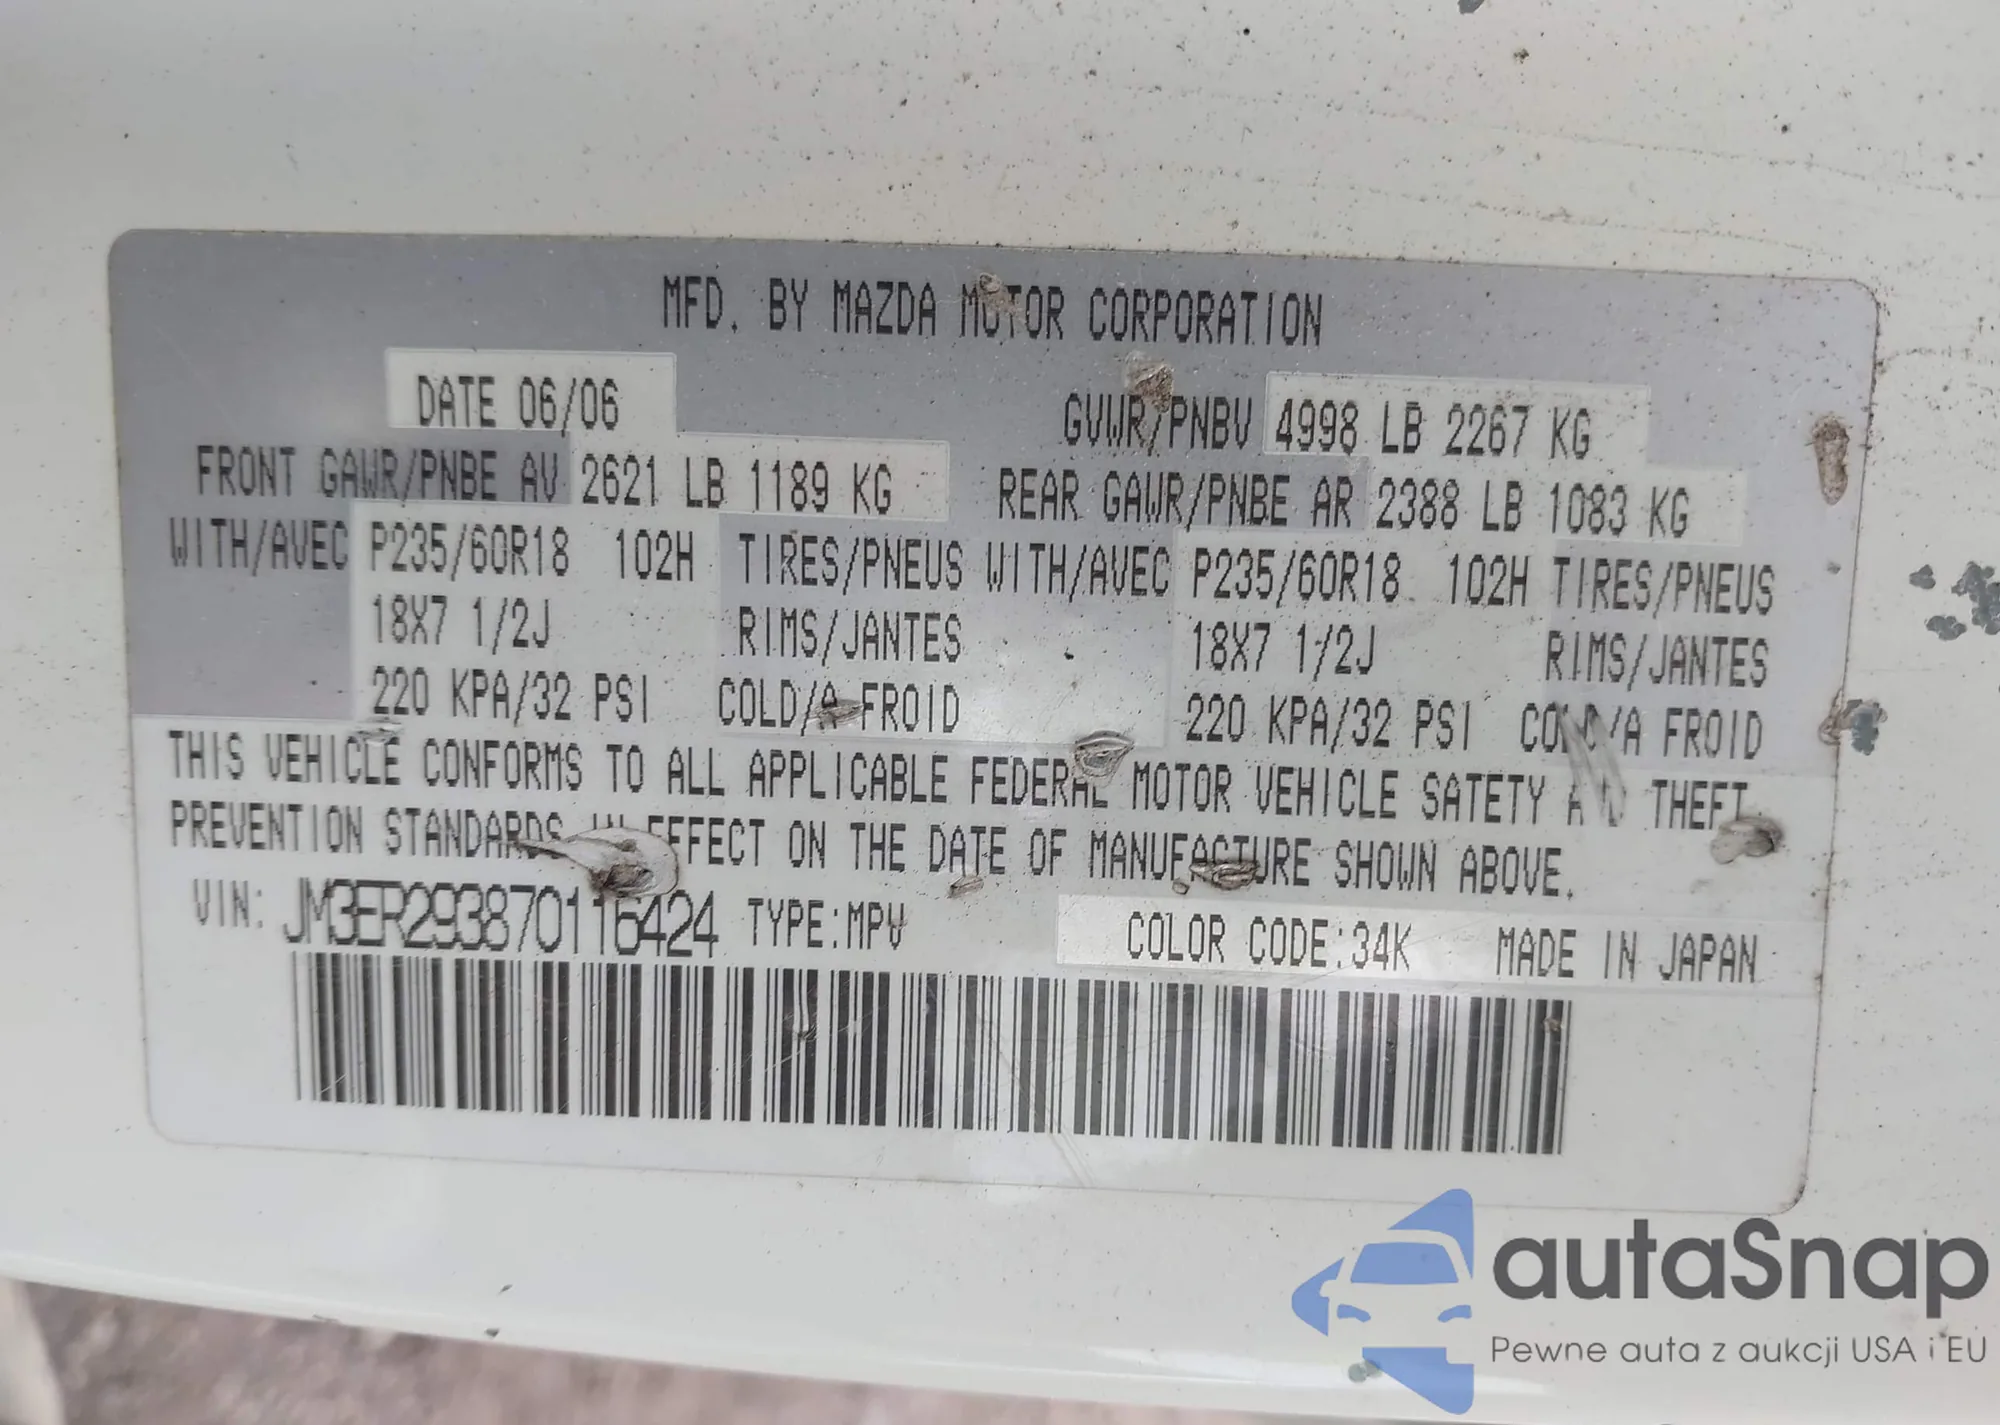 MFD. BY MAZDA MOTOR CORPORATION
DATE 06/06
GVWR/PNBV 4998 LB 2267 KG
FRONT GAWR/PNBE AV 2621 LB 1189 KG
REAR GAWR/PNBE AR 2388 LB 1083 KG
WITH/AVEC P235/60R18 102H TIRES/PNEUS WITH/AVEC P235/60R18 102H TIRES/PNEUS
18X7 1/2J RIMS/JANTES 18X7 1/2J RIMS/JANTES
220 KPA/32 PSI COLD/A FROID 220 KPA/32 PSI COLD/A FROID
THIS VEHICLE CONFORMS TO ALL APPLICABLE FEDERAL MOTOR VEHICLE SATETY AND THEFT
PREVENTION STANDARDS IN EFFECT ON THE DATE OF MANUFACTURE SHOWN ABOVE.
VIN: JM3ER293870116424 TYPE:MPV COLOR CODE:34K MADE IN JAPAN
autaSnap
Pewne auta z aukcji USA i EU